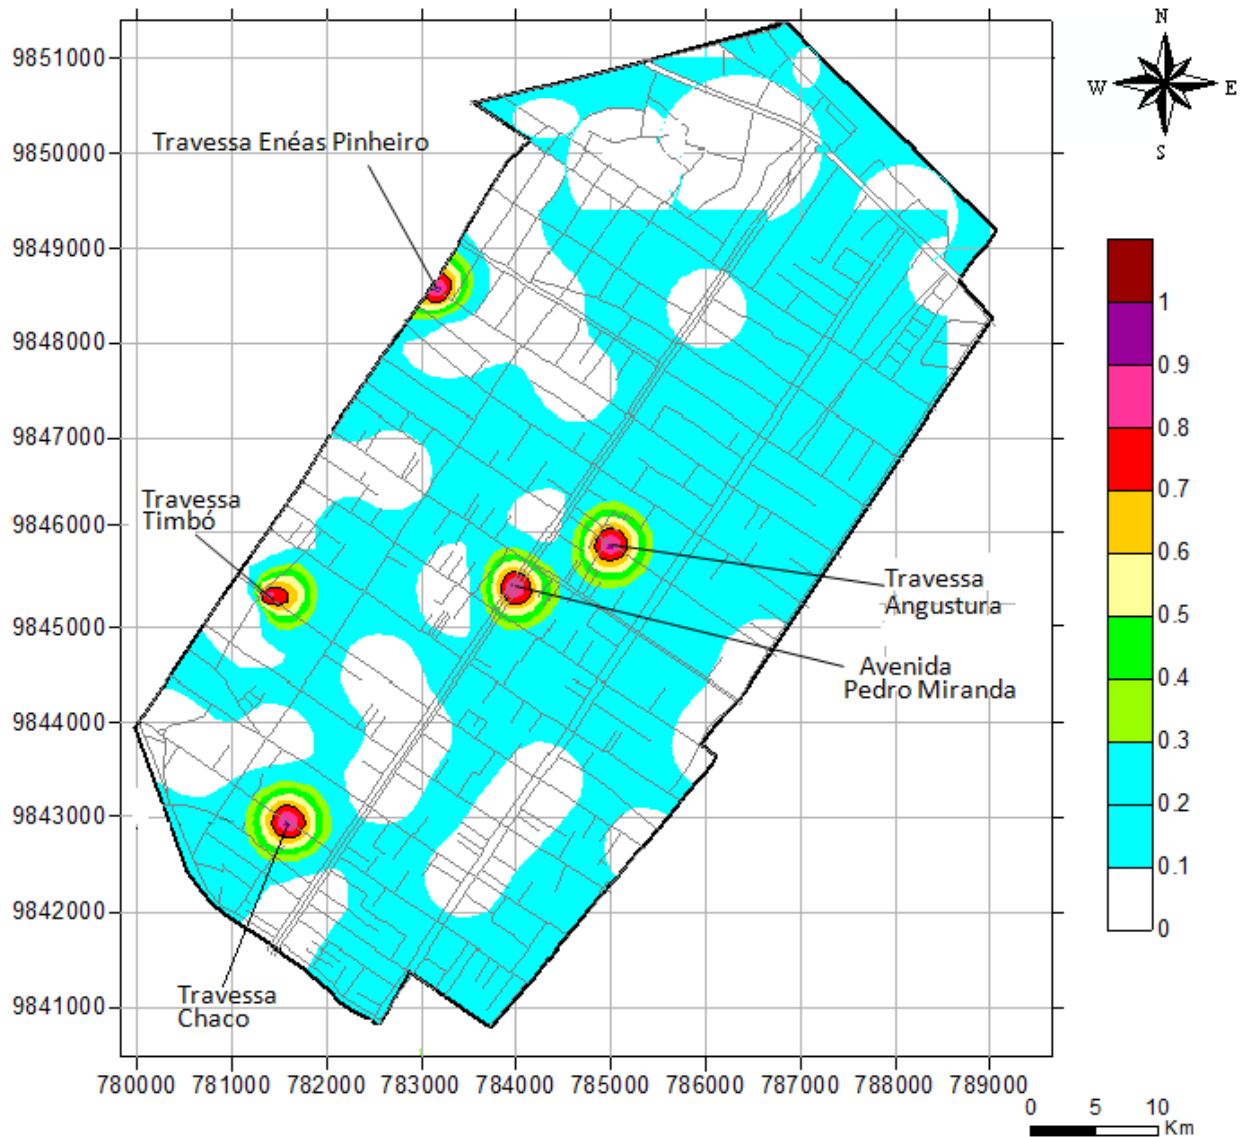 N
W
E
S
9851000
9850000
9849000
9848000
9847000
9846000
9845000
9844000
9843000
9842000
9841000
Travessa Enéas Pinheiro
Travessa
Timbó
Travessa
Angustura
Avenida
Pedro Miranda
Travessa
Chaco
1
0.9
0.8
0.7
0.6
0.5
0.4
0.3
0.2
0.1
0
780000 781000 782000 783000 784000 785000 786000 787000 788000 789000
0 5 10
Km